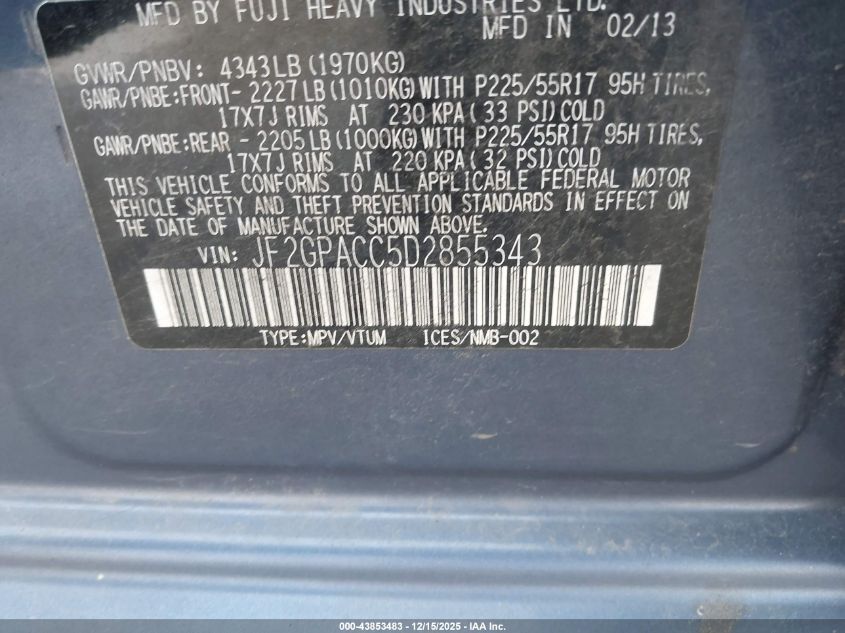 MFD BY FUJI HEAVY INDUSTRIES LTD.
MFD IN 02/13
GVWR/PNBV: 4343LB(1970KG)
GAWR/PNBE:FRONT- 2227LB(1010KG)WITH P225/55R17 95H TIRES,
17X7J RIMS AT 230 KPA(33 PSI)COLD
GAWR/PNBE:REAR - 2205LB(1000KG)WITH P225/55R17 95H TIRES,
17X7J RIMS AT 220 KPA(32 PSI)COLD
THIS VEHICLE CONFORMS TO ALL APPLICABLE FEDERAL MOTOR
VEHICLE SAFETY AND THEFT PREVENTION STANDARDS IN EFFECT ON
THE DATE OF MANUFACTURE SHOWN ABOVE.
VIN: JF2GPACC5D2855343
TYPE:MPV/VTUM ICES/NMB-002
000-43853483 - 12/15/2025 - IAA Inc.